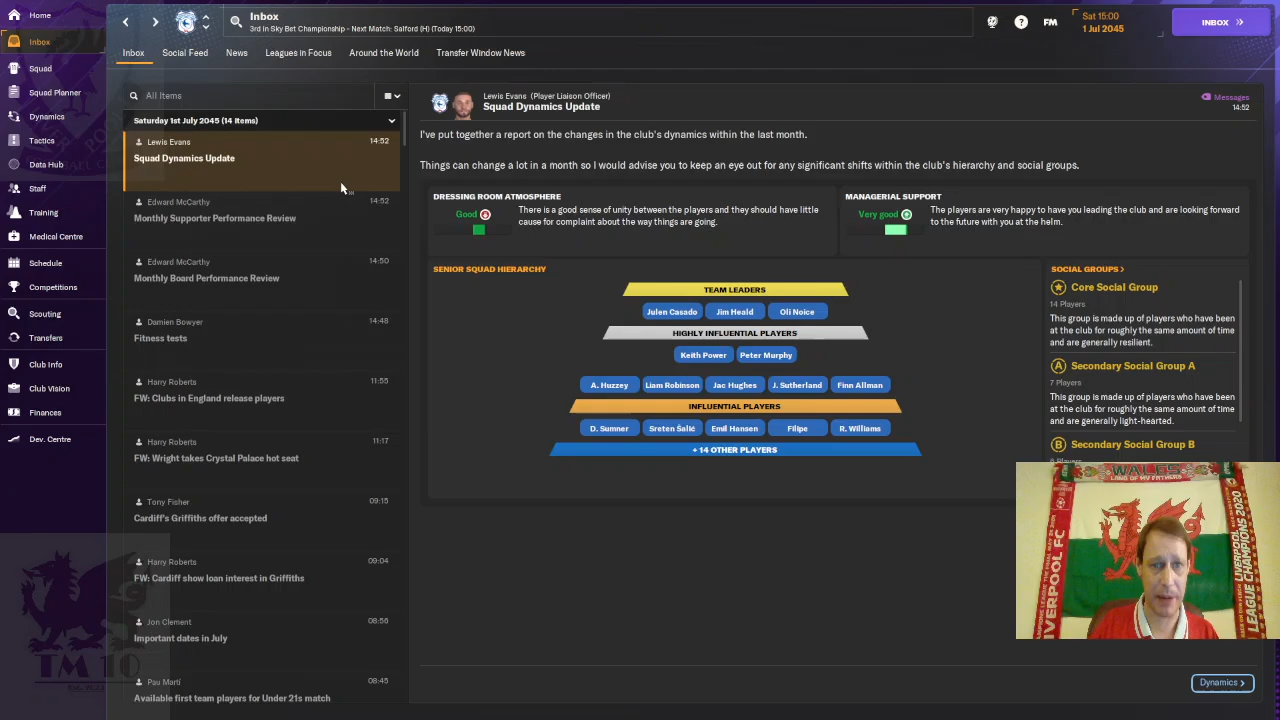 Home
Inbox
Squad
Squad Planner
Dynamics
Tactics
Data Hub
Staff
Training
Medical Centre
Schedule
Competitions
Scouting
Transfers
Club Info
Club Vision
Finances
Dev. Centre
TM 10
Inbox
3rd in Sky Bet Championship - Next Match: Salford (H) (Today 15:00)
FM
Sat 15:00
1 Jul 2045
INBOX
Inbox
Social Feed
News
Leagues in Focus
Around the World
Transfer Window News
All Items
Saturday 1st July 2045 (14 Items)
Lewis Evans 14:52
Squad Dynamics Update
Edward McCarthy 14:52
Monthly Supporter Performance Review
Edward McCarthy 14:50
Monthly Board Performance Review
Damien Bowyer 14:48
Fitness tests
Harry Roberts 11:55
FW: Clubs in England release players
Harry Roberts 11:17
FW: Wright takes Crystal Palace hot seat
Tony Fisher 09:15
Cardiff's Griffiths offer accepted
Harry Roberts 09:04
FW: Cardiff show loan interest in Griffiths
Jon Clement 08:56
Important dates in July
Pau Martí 08:45
Available first team players for Under 21s match
Lewis Evans (Player Liaison Officer)
Squad Dynamics Update
Messages
14:52
I've put together a report on the changes in the club's dynamics within the last month.
Things can change a lot in a month so I would advise you to keep an eye out for any significant shifts within the club's hierarchy and social groups.
DRESSING ROOM ATMOSPHERE
Good
There is a good sense of unity between the players and they should have little
cause for complaint about the way things are going.
MANAGERIAL SUPPORT
Very good
The players are very happy to have you leading the club and are looking forward
to the future with you at the helm.
SENIOR SQUAD HIERARCHY
TEAM LEADERS
Julen Casado Jim Heald Oli Noice
HIGHLY INFLUENTIAL PLAYERS
Keith Power Peter Murphy
A. Huzzey Liam Robinson Jac Hughes J. Sutherland Finn Allman
INFLUENTIAL PLAYERS
D. Sumner Sreten Šalić Emil Hansen Filipe R. Williams
+ 14 OTHER PLAYERS
SOCIAL GROUPS
Core Social Group
14 Players
This group is made up of players who have been
at the club for roughly the same amount of time
and are generally resilient.
A Secondary Social Group A
7 Players
This group is made up of players who have been
at the club for roughly the same amount of time
and are generally light-hearted.
B Secondary Social Group B
WALES
LAND OF MY FATHERS
LIVERPOOL FC
LIVERPOOL
LEAGUE CHAMPIONS 2020
Dynamics